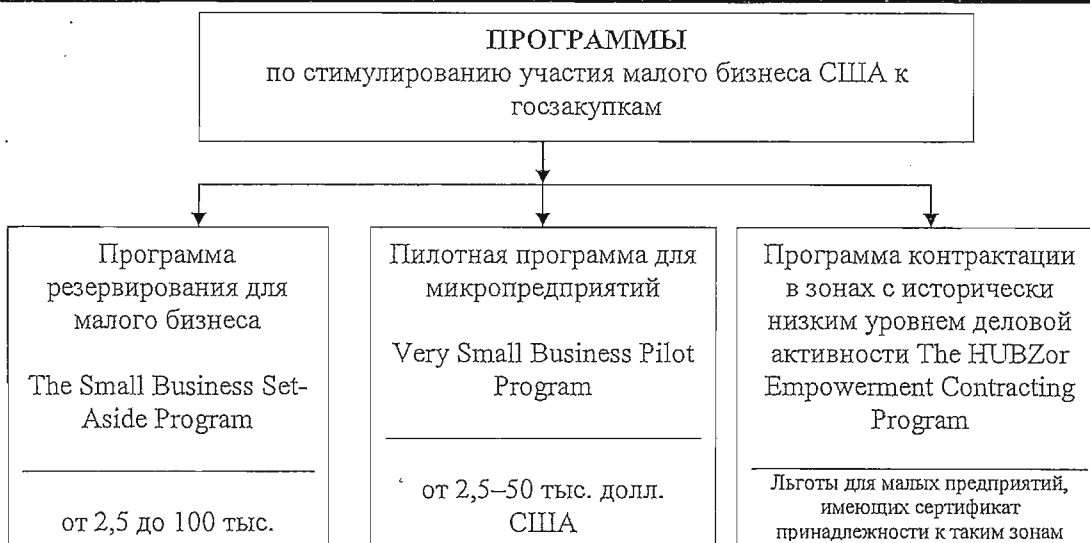 ПРОГРАММЫ
по стимулированию участия малого бизнеса США к
госзакупкам
Программа
резервирования для
малого бизнеса
The Small Business Set-
Aside Program
от 2,5 до 100 тыс.
Пилотная программа для
микропредприятий
Very Small Business Pilot
Program
от 2,5–50 тыс. долл.
США
Программа контрактации
в зонах с исторически
низким уровнем деловой
активности The HUBZor
Empowerment Contracting
Program
Льготы для малых предприятий,
имеющих сертификат
принадлежности к таким зонам